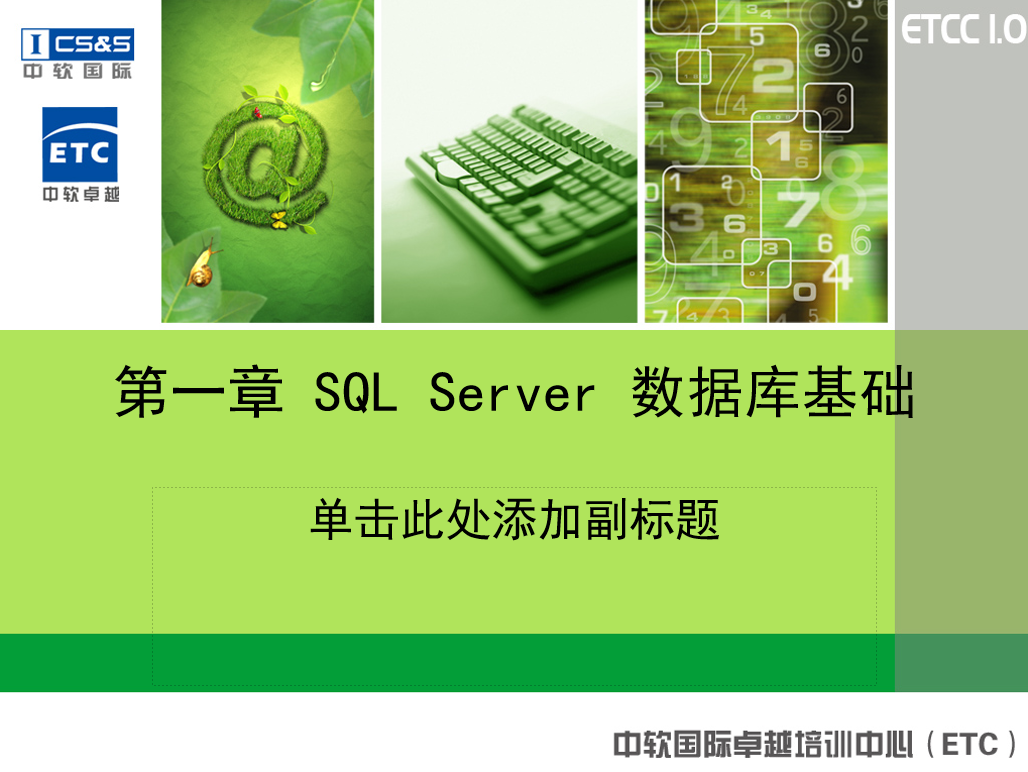 I CS&S
中软国际
ETC
中软卓越
ETCC 1.0
第一章 SQL Server 数据库基础
单击此处添加副标题
中软国际卓越培训中心（ETC）